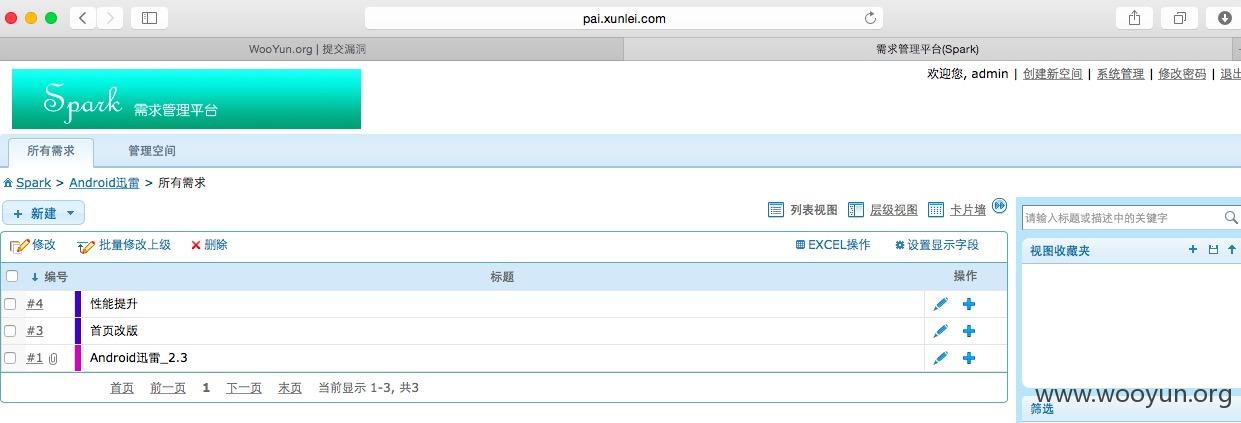 pai.xunlei.com
WooYun.org | 提交漏洞
需求管理平台(Spark)
Spark 需求管理平台
欢迎您, admin | 创建新空间 | 系统管理 | 修改密码 | 退出
所有需求 管理空间
Spark > Android迅雷 > 所有需求
+ 新建
列表视图 层级视图 卡片墙
请输入标题或描述中的关键字
修改 批量修改上级 删除 EXCEL操作 设置显示字段
视图收藏夹
编号 标题 操作
#4 性能提升
#3 首页改版
#1 Android迅雷_2.3
首页 前一页 1 下一页 末页 当前显示 1-3, 共3
www.wooyun.org
筛选